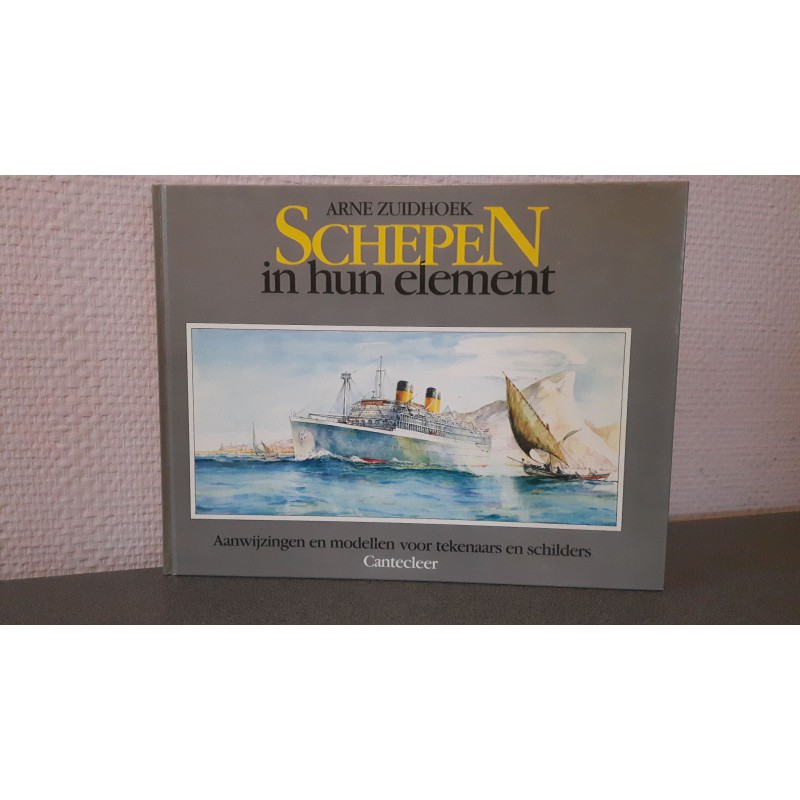 ARNE ZUIDHOEK
SCHEPEN
in hun element
Aanwijzingen en modellen voor tekenaars en schilders
Cantecleer